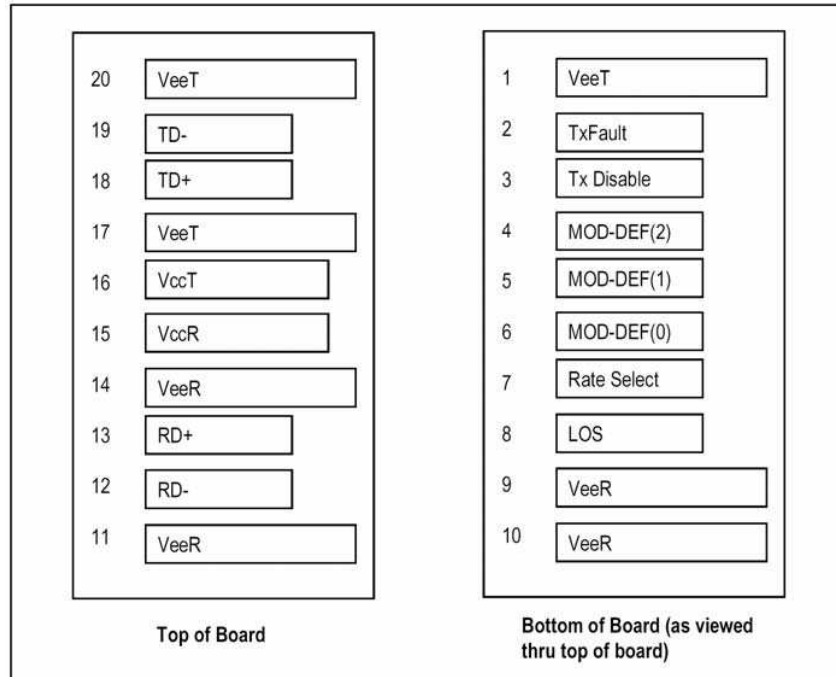 20 VeeT
19 TD-
18 TD+
17 VeeT
16 VccT
15 VccR
14 VeeR
13 RD+
12 RD-
11 VeeR
Top of Board
1 VeeT
2 TxFault
3 Tx Disable
4 MOD-DEF(2)
5 MOD-DEF(1)
6 MOD-DEF(0)
7 Rate Select
8 LOS
9 VeeR
10 VeeR
Bottom of Board (as viewed
thru top of board)